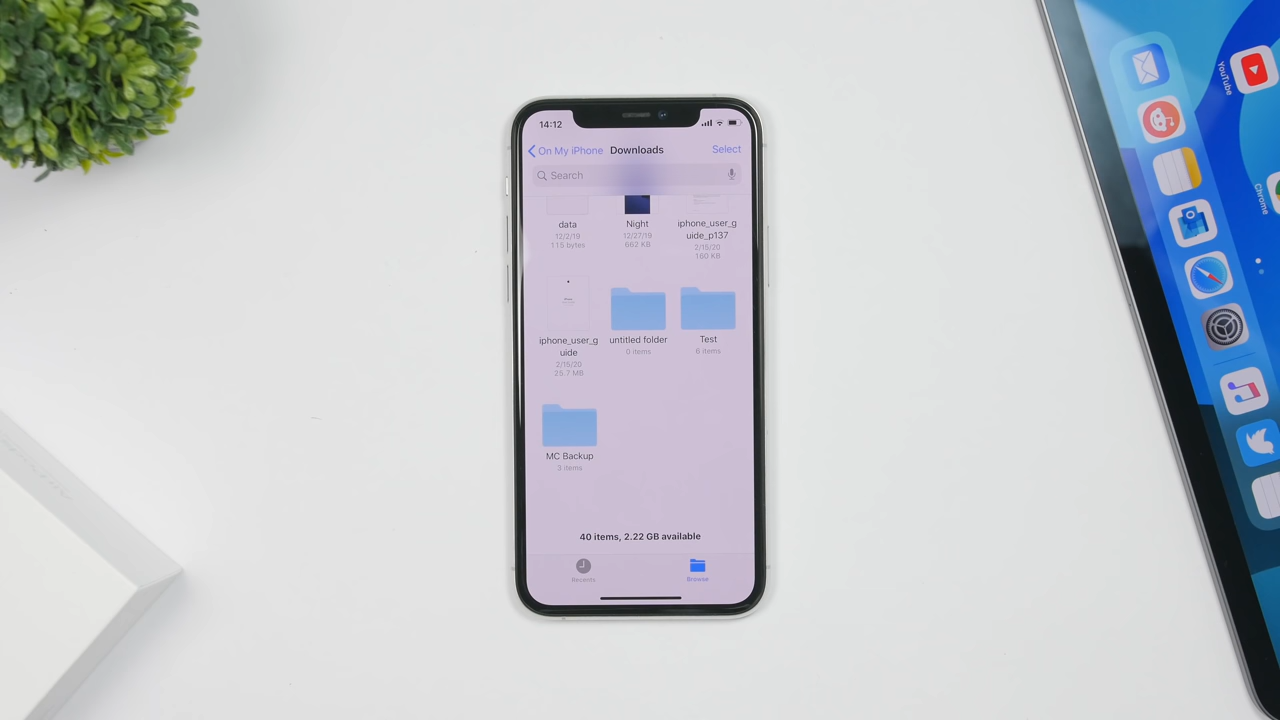 14:12
On My iPhone Downloads Select
Search
data
12/2/19
115 bytes
Night
12/27/19
662 KB
iphone_user_g
uide_p137
2/15/20
160 KB
iphone_user_g
uide
2/15/20
25.7 MB
untitled folder
0 items
Test
6 items
MC Backup
3 items
40 items, 2.22 GB available
Recents
Browse
YouTube
Chrome